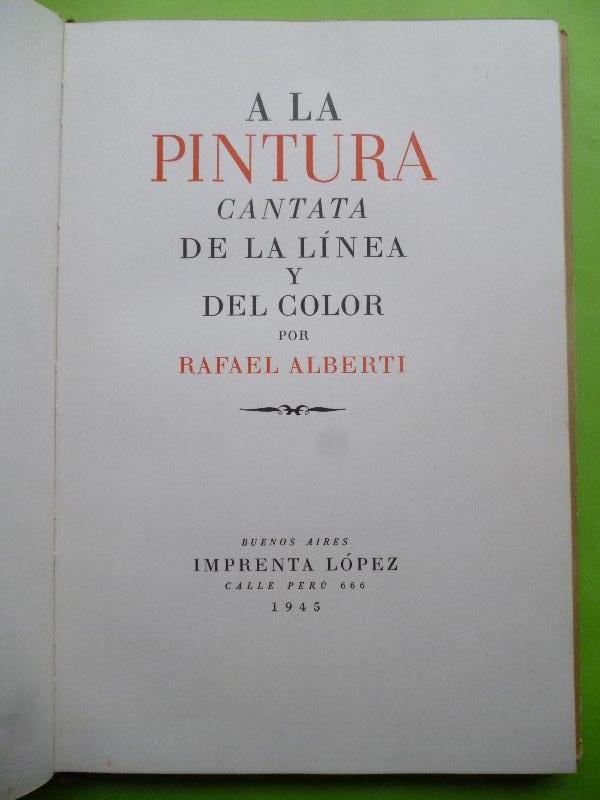 A LA
PINTURA
CANTATA
DE LA LÍNEA
Y
DEL COLOR
POR
RAFAEL ALBERTI
BUENOS AIRES
IMPRENTA LÓPEZ
CALLE PERÚ 666
1945